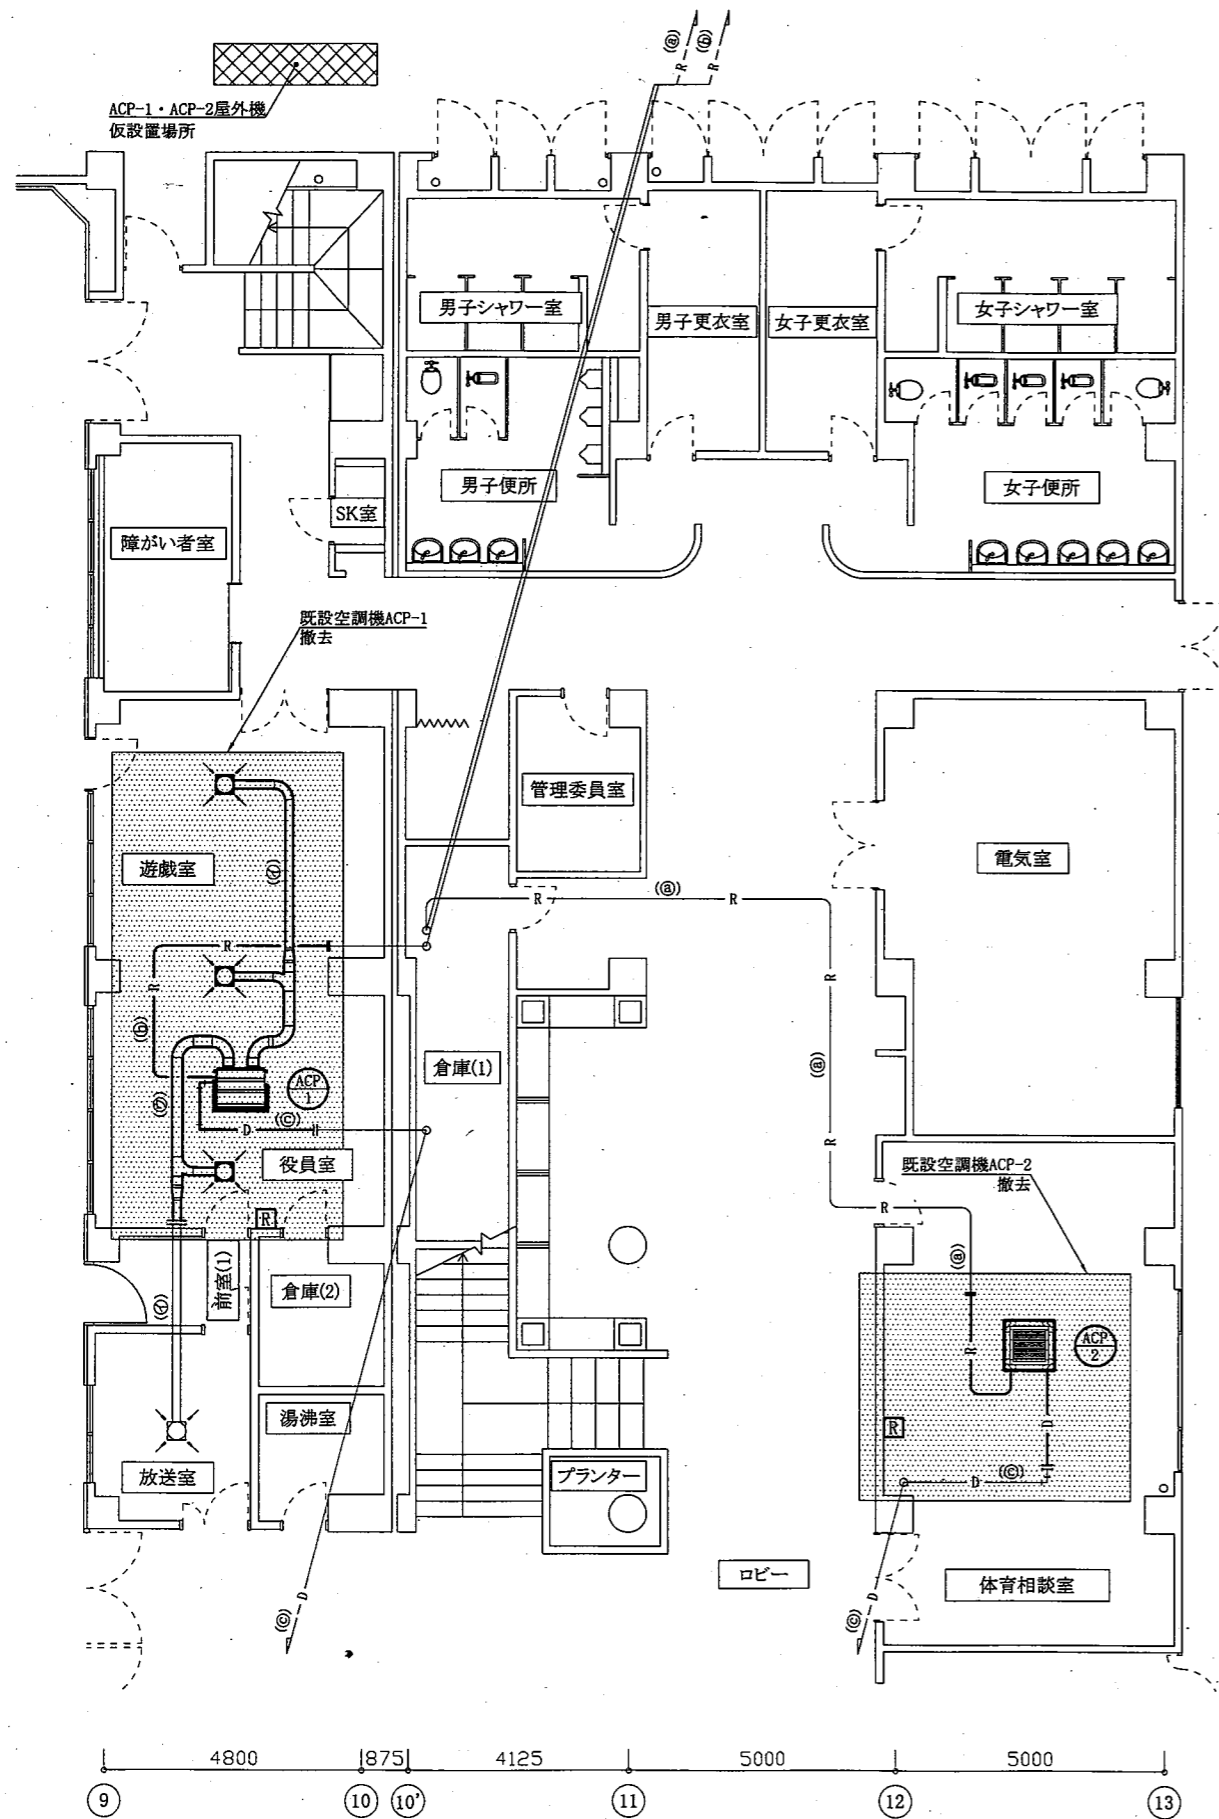 (ⓐ)
(ⓑ)
R
R
ACP-1・ACP-2屋外機
仮設置場所
男子シャワー室
男子更衣室
女子更衣室
女子シャワー室
男子便所
女子便所
SK室
障がい者室
既設空調機ACP-1
撤去
管理委員室
遊戯室
(㋑)
電気室
R
(ⓐ)
R
R
R
R
(ⓑ)
(ⓐ)
倉庫(1)
ACP
1
(ⓒ)
D
R
役員室
既設空調機ACP-2
撤去
R
R
(ⓐ)
前室(1)
倉庫(2)
ACP
2
R
湯沸室
R
D
放送室
プランター
(ⓒ)
D
ロビー
体育相談室
(ⓒ)
D
(ⓒ)
D
4800
875
4125
5000
5000
9
10
10'
11
12
13